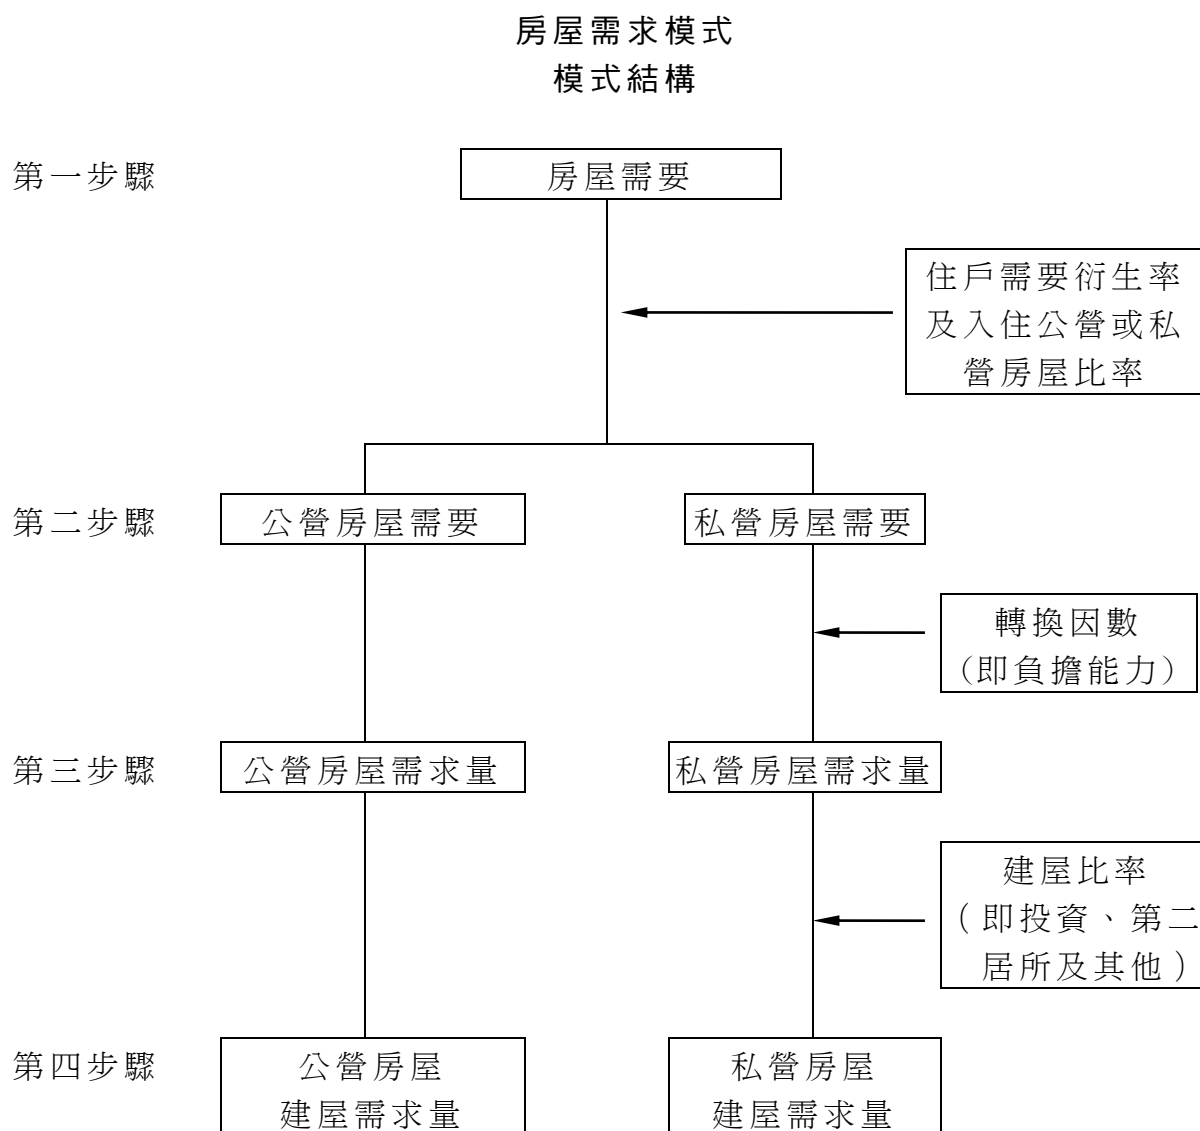 房屋需求模式
模式結構
第一步驟
房屋需要
住戶需要衍生率
及入住公營或私
營房屋比率
第二步驟
公營房屋需要
私營房屋需要
轉換因數
(即負擔能力)
第三步驟
公營房屋需求量
私營房屋需求量
建屋比率
(即投資、第二
居所及其他)
第四步驟
公營房屋
建屋需求量
私營房屋
建屋需求量